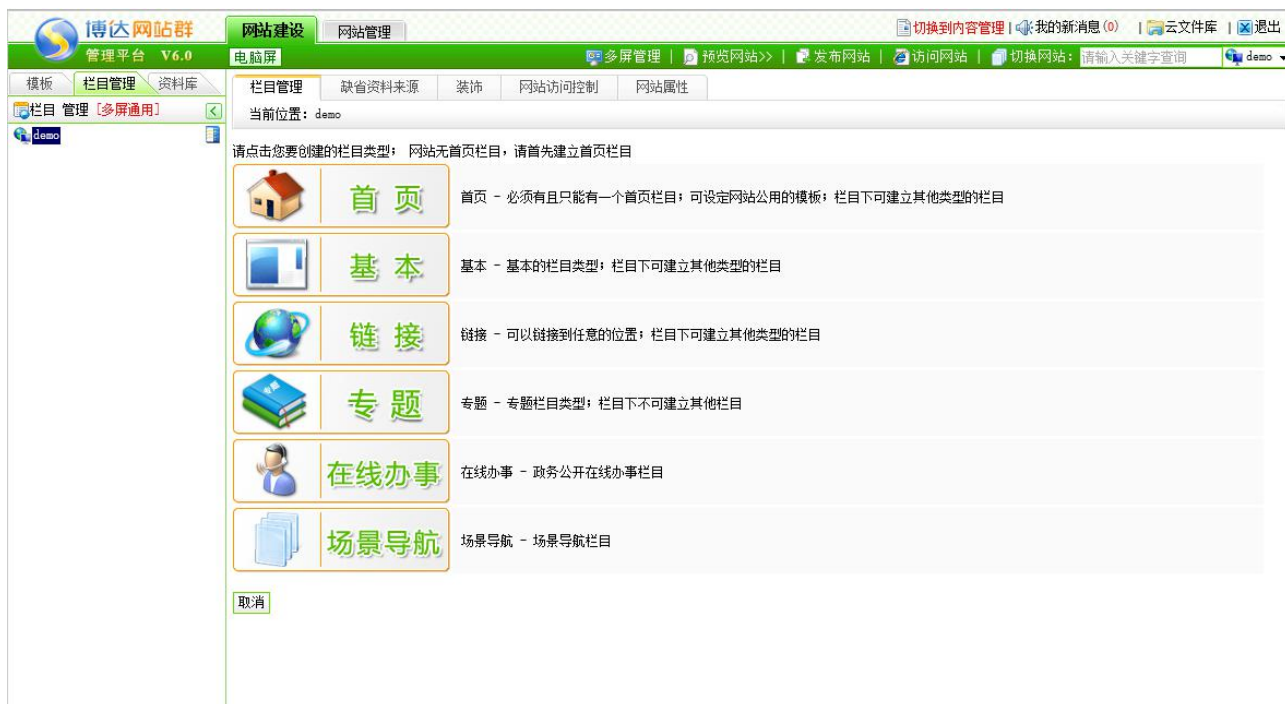 博达网站群 网站建设 网站管理 切换到内容管理 | 我的新消息(0) | 云文件库 | 退出
管理平台 V6.0 电脑屏 多屏管理 | 预览网站>> | 发布网站 | 访问网站 | 切换网站: 请输入关键字查询 demo
模板 栏目管理 资料库 栏目管理 缺省资料来源 装饰 网站访问控制 网站属性
栏目 管理 [多屏通用] 当前位置: demo
demo
请点击您要创建的栏目类型; 网站无首页栏目,请首先建立首页栏目
首 页 首页 - 必须有且只能有一个首页栏目;可设定网站公用的模板;栏目下可建立其他类型的栏目
基 本 基本 - 基本的栏目类型;栏目下可建立其他类型的栏目
链 接 链接 - 可以链接到任意的位置;栏目下可建立其他类型的栏目
专题
专 题 专题 - 专题栏目类型;栏目下不可建立其他栏目
在线办事 在线办事 - 政务公开在线办事栏目
场景导航 场景导航 - 场景导航栏目
取消